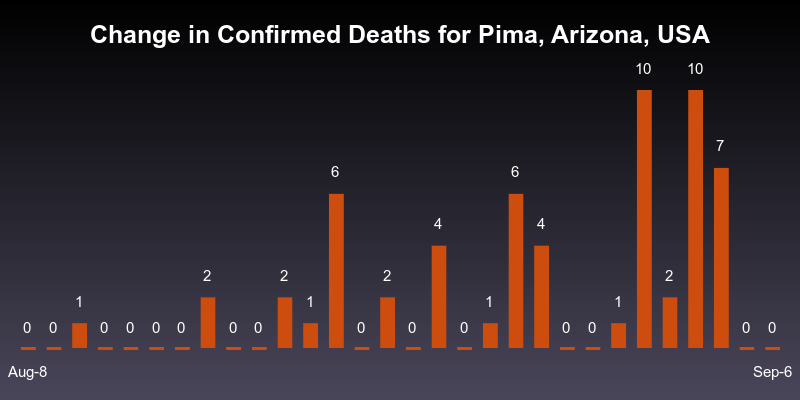 Change in Confirmed Deaths for Pima, Arizona, USA
10 10
7
6 6
4 4
2 2 2 2
1 1 1 1
0 0 0 0 0 0 0 0 0 0 0 0 0 0 0
Aug-8 Sep-6